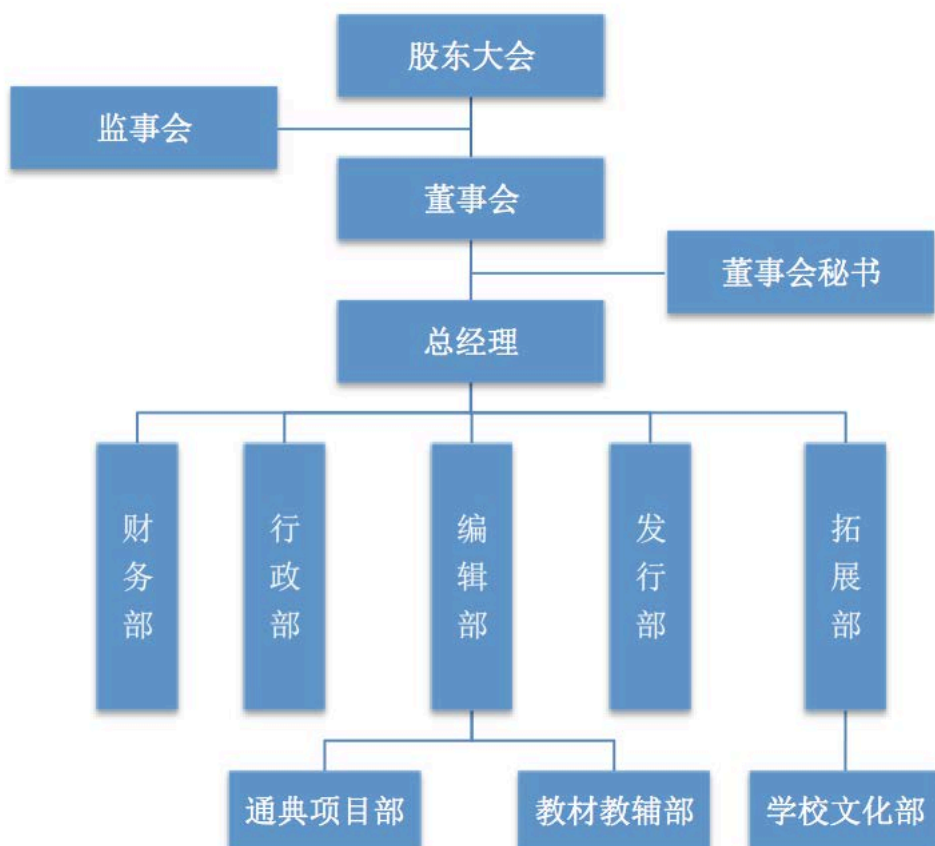 股东大会
监事会
董事会
董事会秘书
总经理
财务部
行政部
编辑部
发行部
拓展部
通典项目部
教材教辅部
学校文化部